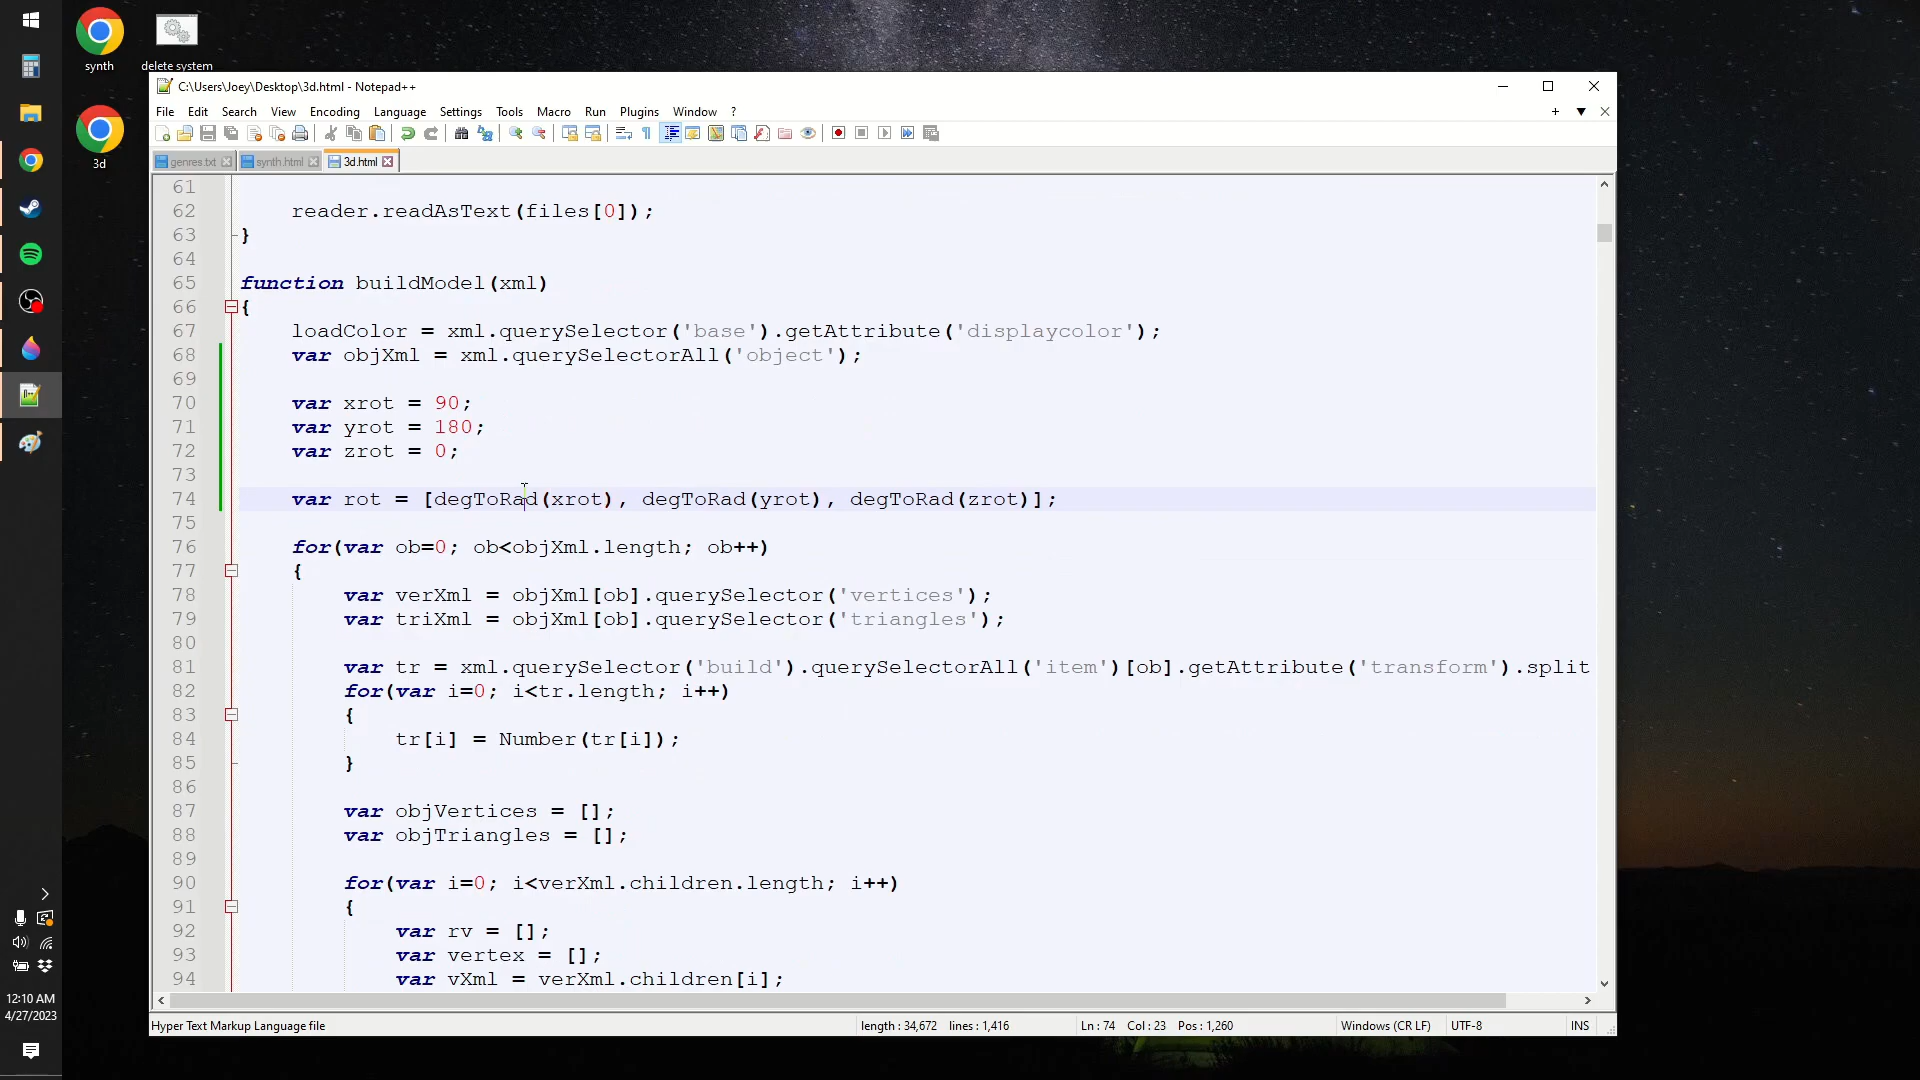 synth
delete system
3d
C:\Users\Joey\Desktop\3d.html - Notepad++
File Edit Search View Encoding Language Settings Tools Macro Run Plugins Window ?
genres.txt synth.html 3d.html
61
62 reader.readAsText(files[0]);
63 }
64
65 function buildModel(xml)
66 {
67 loadColor = xml.querySelector('base').getAttribute('displaycolor');
68 var objXml = xml.querySelectorAll('object');
69
70 var xrot = 90;
71 var yrot = 180;
72 var zrot = 0;
73
74 var rot = [degToRad(xrot), degToRad(yrot), degToRad(zrot)];
75
76 for(var ob=0; ob<objXml.length; ob++)
77 {
78 var verXml = objXml[ob].querySelector('vertices');
79 var triXml = objXml[ob].querySelector('triangles');
80
81 var tr = xml.querySelector('build').querySelectorAll('item')[ob].getAttribute('transform').split
82 for(var i=0; i<tr.length; i++)
83 {
84 tr[i] = Number(tr[i]);
85 }
86
87 var objVertices = [];
88 var objTriangles = [];
89
90 for(var i=0; i<verXml.children.length; i++)
91 {
92 var rv = [];
93 var vertex = [];
94 var vXml = verXml.children[i];
Hyper Text Markup Language file length : 34,672 lines : 1,416 Ln : 74 Col : 23 Pos : 1,260 Windows (CR LF) UTF-8 INS
12:10 AM
4/27/2023